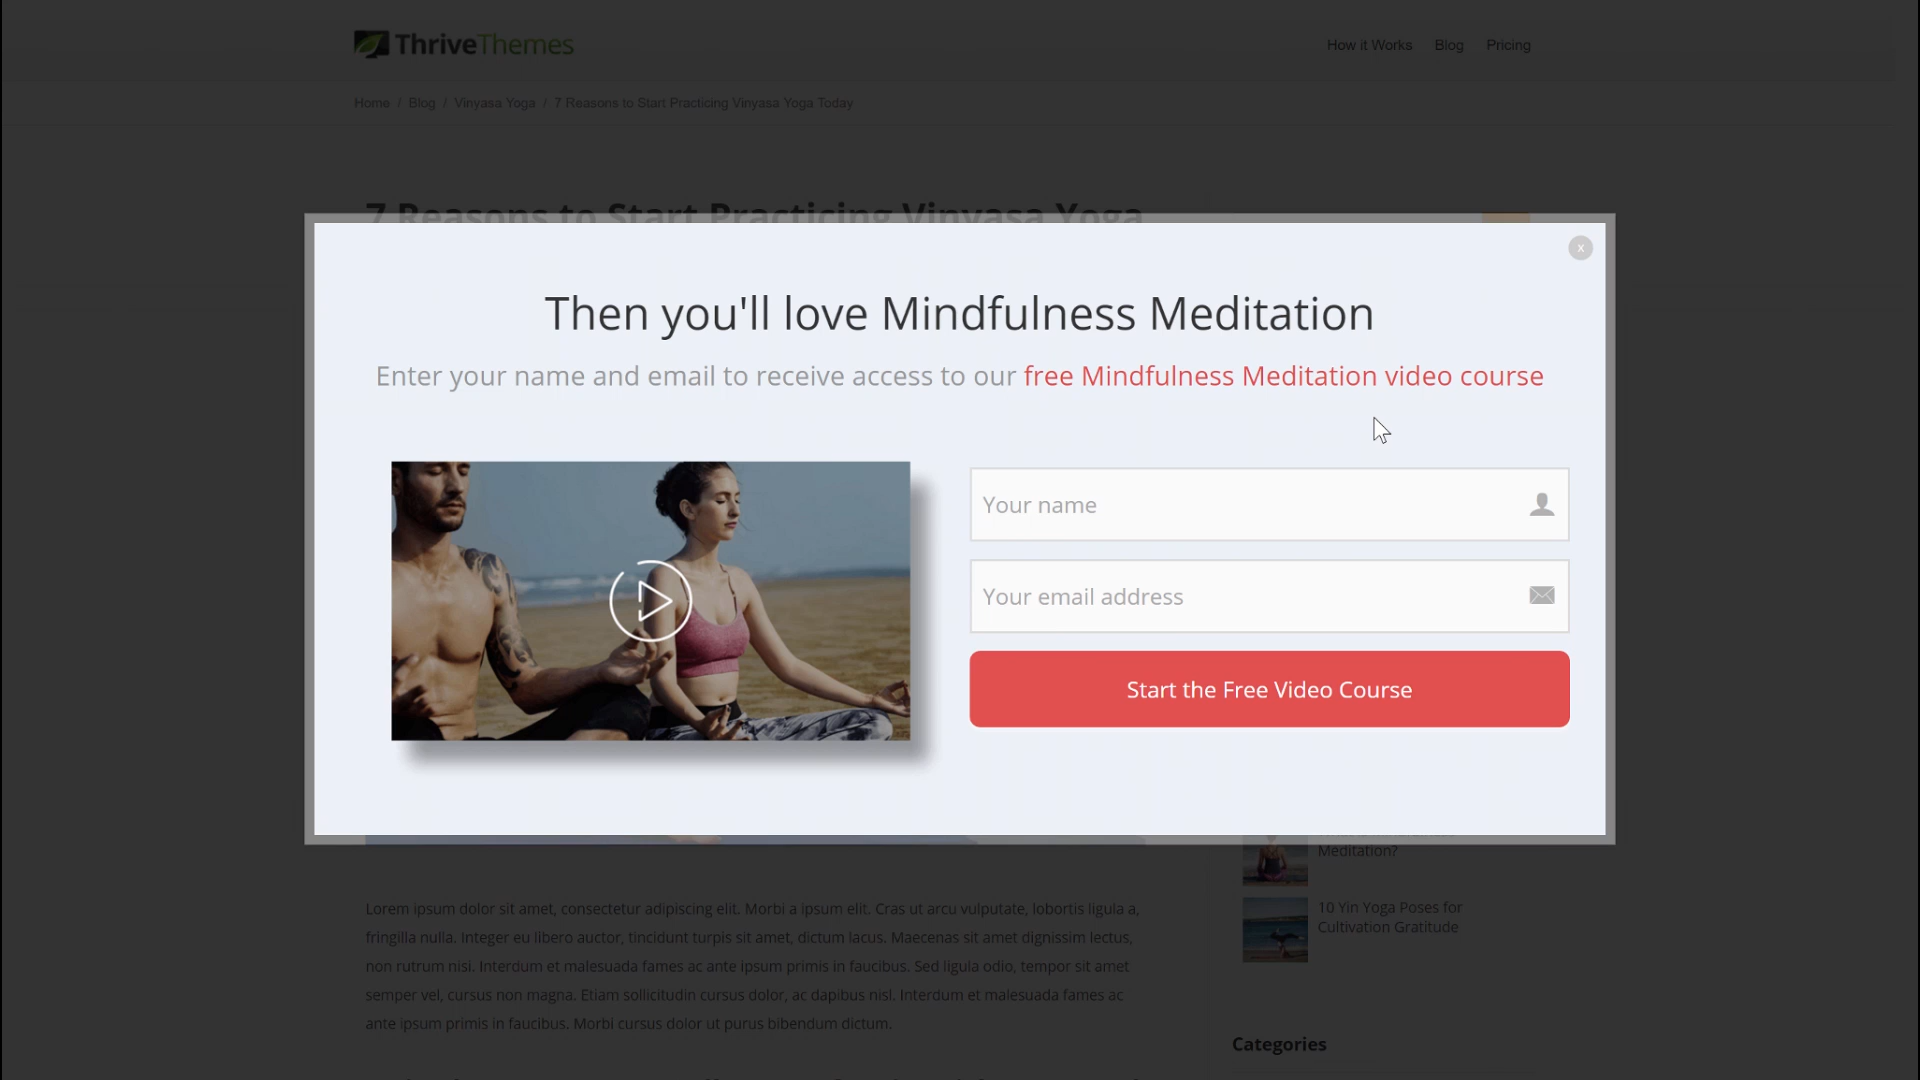 ThriveThemes
How it Works Blog Pricing
Home / Blog / Vinyasa Yoga / 7 Reasons to Start Practicing Vinyasa Yoga Today
7 Reasons to Start Practicing Vinyasa Yoga
x
Then you'll love Mindfulness Meditation
Enter your name and email to receive access to our free Mindfulness Meditation video course
Your name
Your email address
Start the Free Video Course
Meditation?
10 Yin Yoga Poses for
Cultivation Gratitude
Lorem ipsum dolor sit amet, consectetur adipiscing elit. Morbi a ipsum elit. Cras ut arcu vulputate, lobortis ligula a,
fringilla nulla. Integer eu libero auctor, tincidunt turpis sit amet, dictum lacus. Maecenas sit amet dignissim lectus,
non rutrum nisi. Interdum et malesuada fames ac ante ipsum primis in faucibus. Sed ligula odio, tempor sit amet
semper vel, cursus non magna. Etiam sollicitudin cursus dolor, ac dapibus nisl. Interdum et malesuada fames ac
ante ipsum primis in faucibus. Morbi cursus dolor ut purus bibendum dictum.
Categories